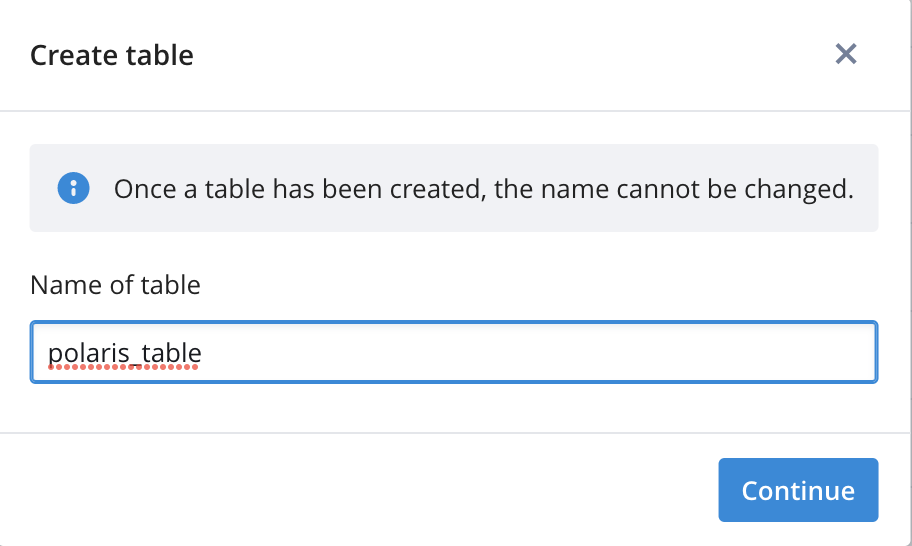 Create table
Once a table has been created, the name cannot be changed.
Name of table
polaris_table
Continue